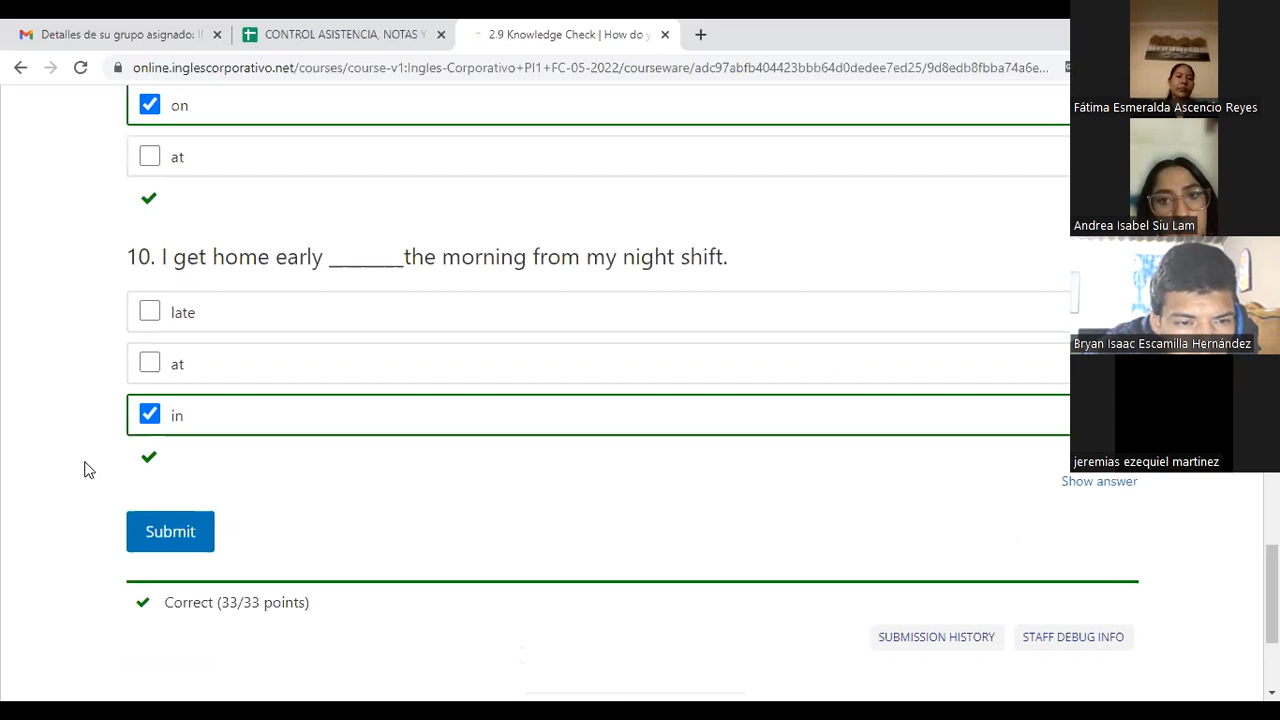 Detalles de su grupo asignado: I
CONTROL ASISTENCIA, NOTAS Y
2.9 Knowledge Check | How do y
online.inglescorporativo.net/courses/course-v1:Ingles-Corporativo+PI1+FC-05-2022/courseware/adc97abfb404423bbb64d0dedee7ed25/9d8edb8fbba74a6e...
on
at
10. I get home early ________the morning from my night shift.
late
at
in
Show answer
Submit
Correct (33/33 points)
SUBMISSION HISTORY
STAFF DEBUG INFO
Fátima Esmeralda Ascencio Reyes
Andrea Isabel Siu Lam
Bryan Isaac Escamilla Hernández
jeremias ezequiel martinez